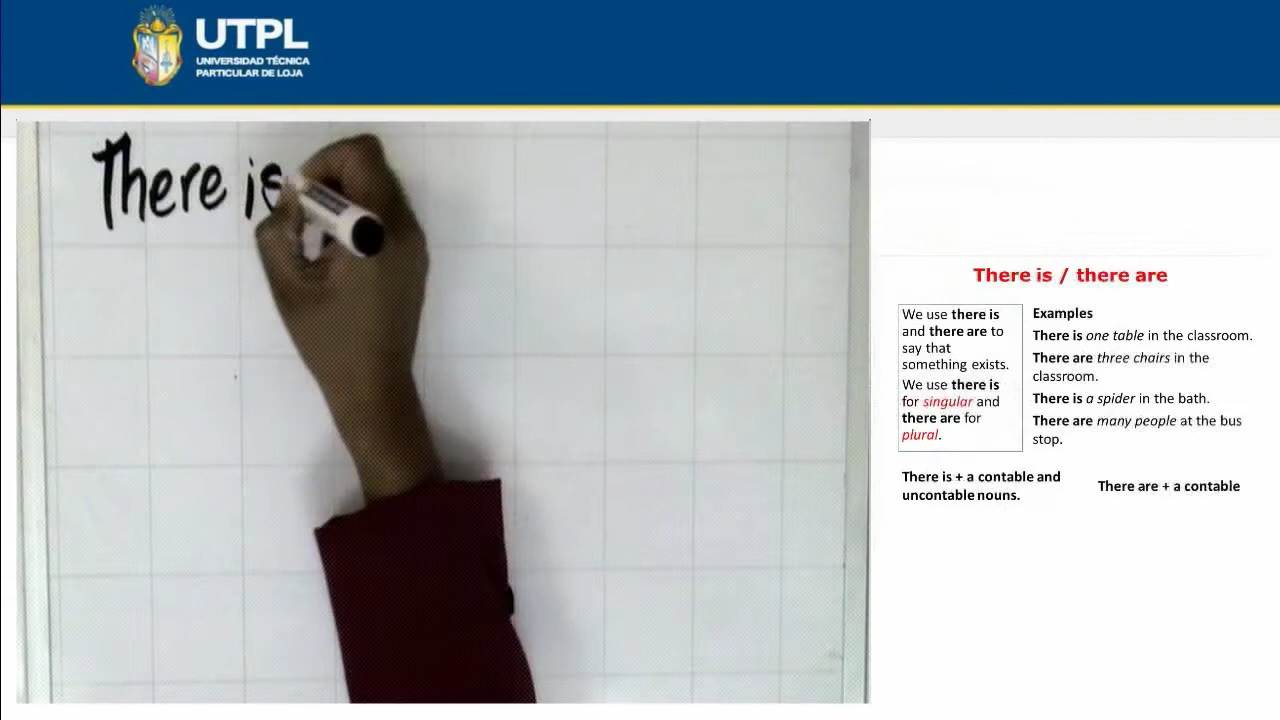 UTPL
UNIVERSIDAD TÉCNICA
PARTICULAR DE LOJA
There is
There is / there are
We use there is
and there are to
say that
something exists.
We use there is
for singular and
there are for
plural.
Examples
There is one table in the classroom.
There are three chairs in the
classroom.
There is a spider in the bath.
There are many people at the bus
stop.
There is + a contable and
uncontable nouns.
There are + a contable